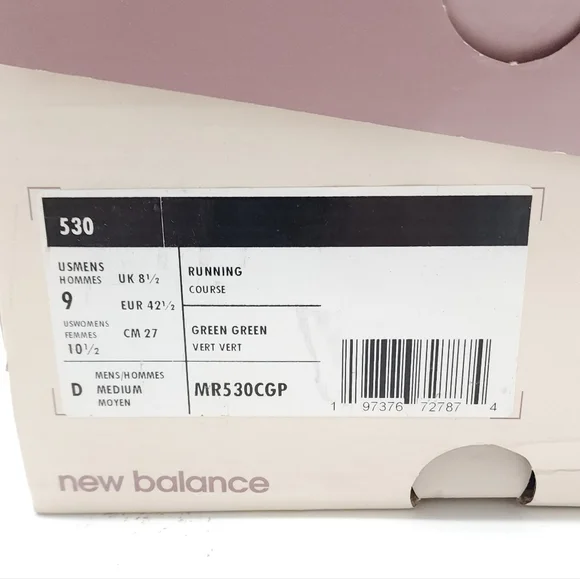 530
USMENS
HOMMES
9
USWOMENS
FEMMES
10½
UK 8½
EUR 42½
CM 27
RUNNING
COURSE
GREEN GREEN
VERT VERT
D
MENS/HOMMES
MEDIUM
MOYEN
MR530CGP
1 97376 72787 4
new balance